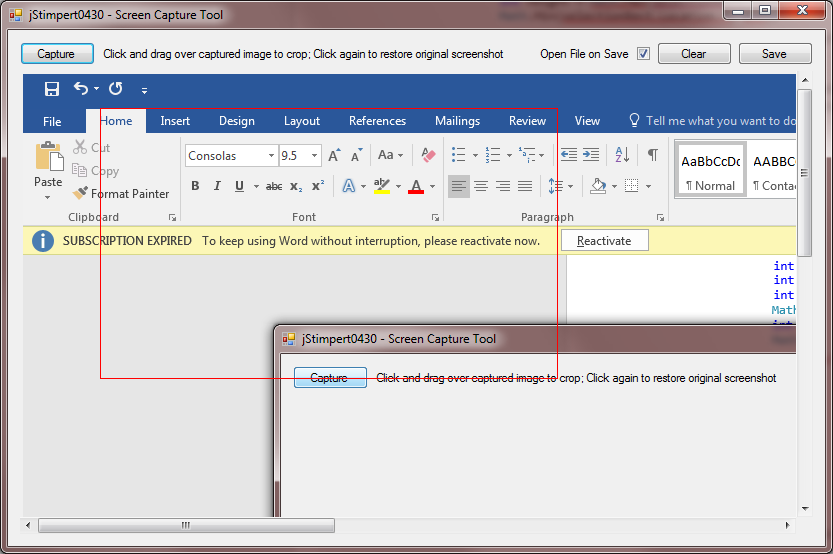 jStimpert0430 - Screen Capture Tool
Capture Click and drag over captured image to crop; Click again to restore original screenshot Open File on Save Clear Save
File Home Insert Design Layout References Mailings Review View Tell me what you want to do
Cut
Copy
Paste
Format Painter
Clipboard
Consolas 9.5 Aa
B I U abc x₂ x² A ab A
Font
Paragraph
AaBbCcDc AABBC
¶ Normal ¶ Contac
SUBSCRIPTION EXPIRED To keep using Word without interruption, please reactivate now. Reactivate
int
int
int
Math
int
jStimpert0430 - Screen Capture Tool
Capture Click and drag over captured image to crop; Click again to restore original screenshot